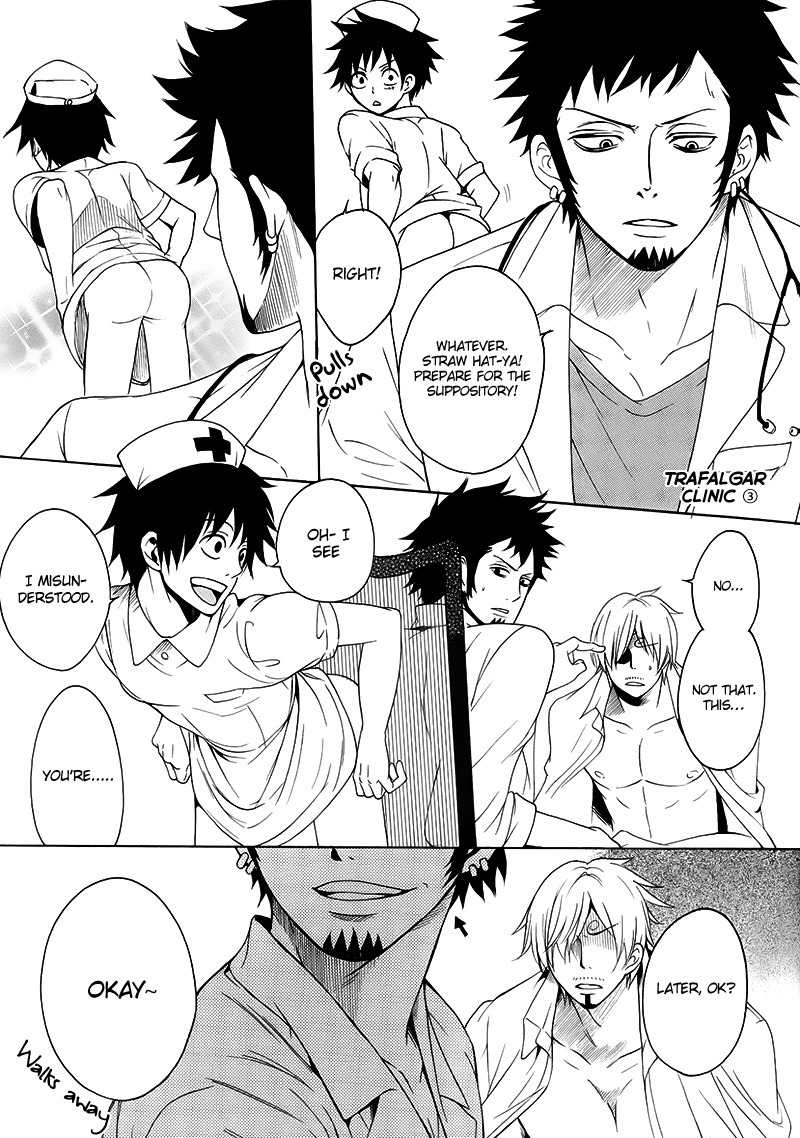 RIGHT!
Pulls
down
WHATEVER.
STRAW HAT-YA!
PREPARE FOR THE
SUPPOSITORY!
TRAFALGAR
CLINIC ③
NO...
NOT THAT.
THIS...
OH- I
SEE
I MISUN-
DERSTOOD.
YOU'RE.....
LATER, OK?
OKAY~
Walks away!